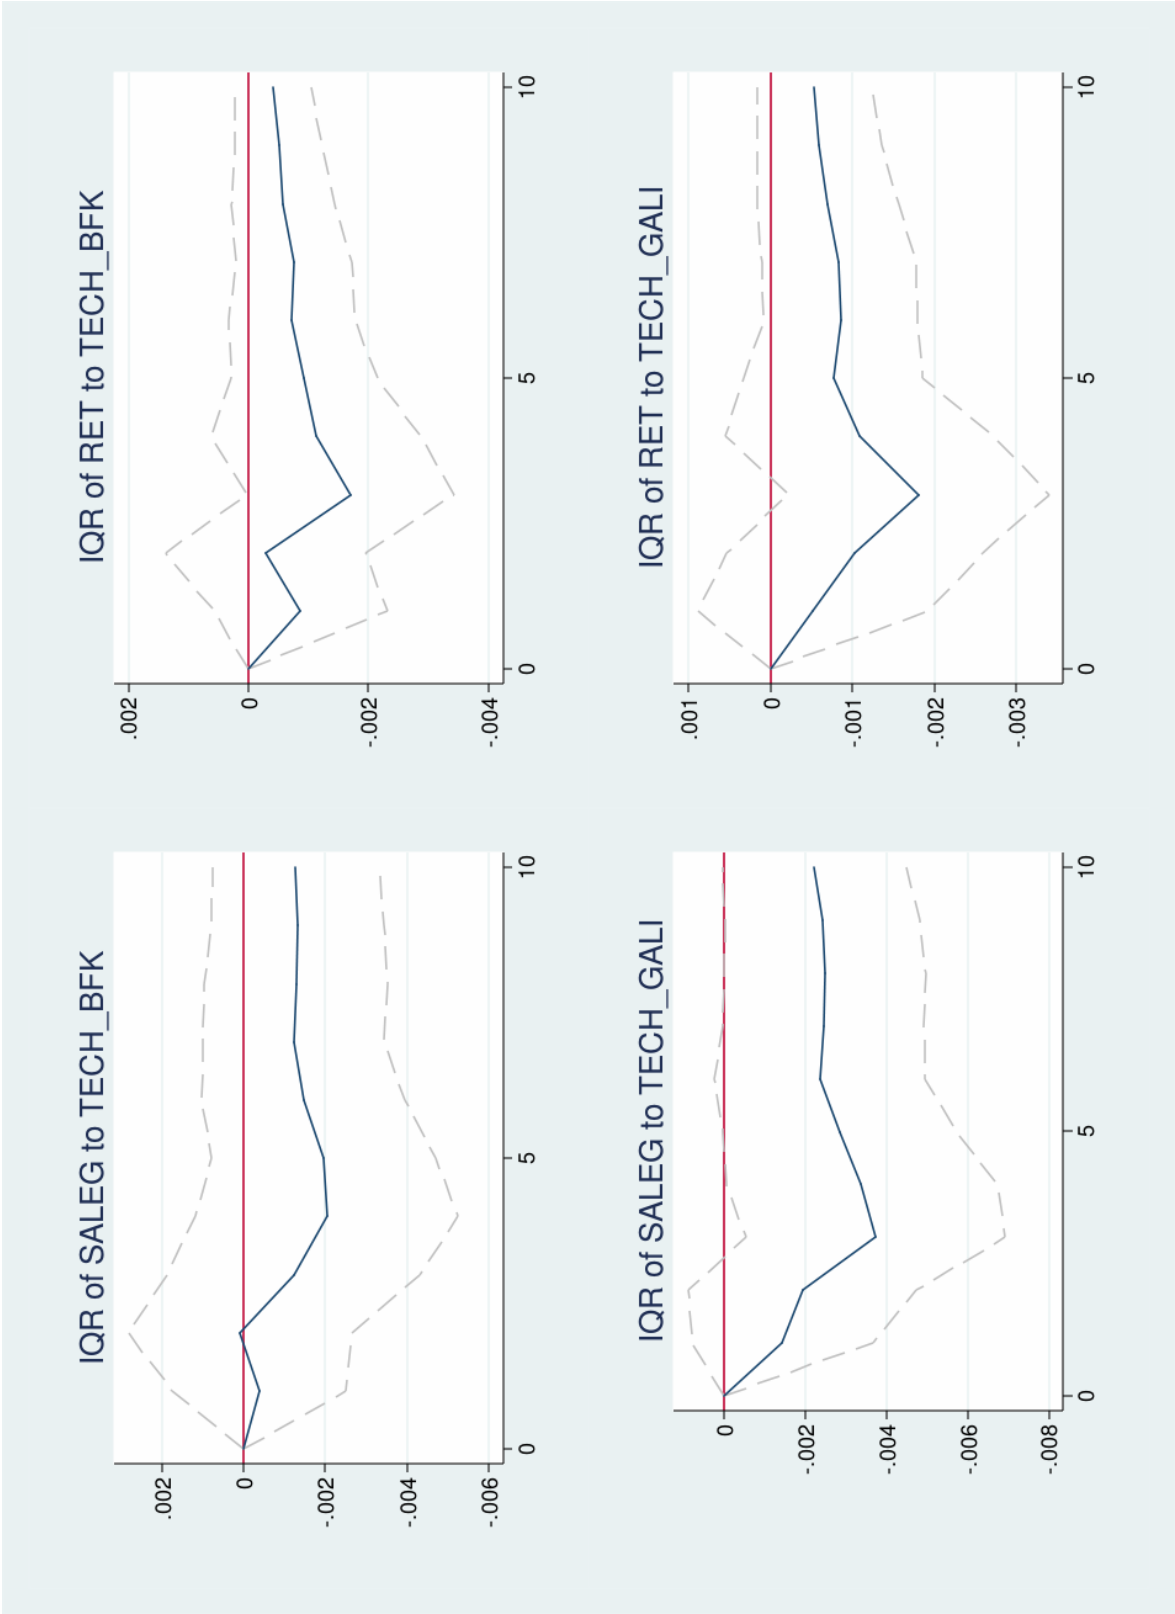 IQR of SALEG to TECH_BFK
.002
0
-.002
-.004
-.006
0 5 10
IQR of RET to TECH_BFK
.002
0
-.002
-.004
0 5 10
IQR of SALEG to TECH_GALI
0
-.002
-.004
-.006
-.008
0 5 10
IQR of RET to TECH_GALI
.001
0
-.001
-.002
-.003
0 5 10